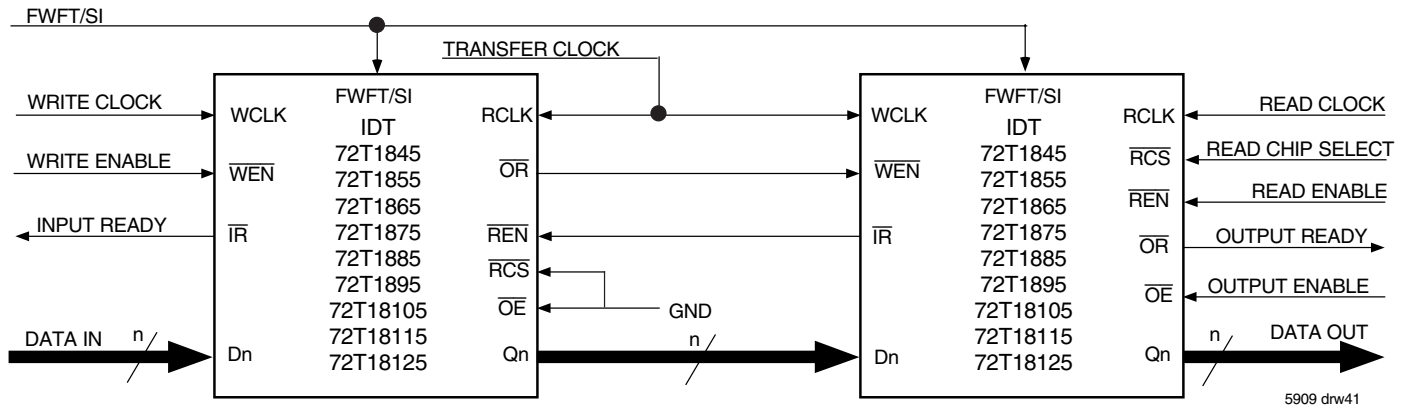 FWFT/SI
TRANSFER CLOCK
WRITE CLOCK
WRITE ENABLE
INPUT READY
DATA IN
n
FWFT/SI
IDT
72T1845
72T1855
72T1865
72T1875
72T1885
72T1895
72T18105
72T18115
72T18125
WCLK
WEN
IR
Dn
RCLK
OR
REN
RCS
OE
Qn
GND
n
FWFT/SI
IDT
72T1845
72T1855
72T1865
72T1875
72T1885
72T1895
72T18105
72T18115
72T18125
WCLK
WEN
IR
Dn
RCLK
RCS
REN
OR
OE
Qn
READ CLOCK
READ CHIP SELECT
READ ENABLE
OUTPUT READY
OUTPUT ENABLE
n
DATA OUT
5909 drw41